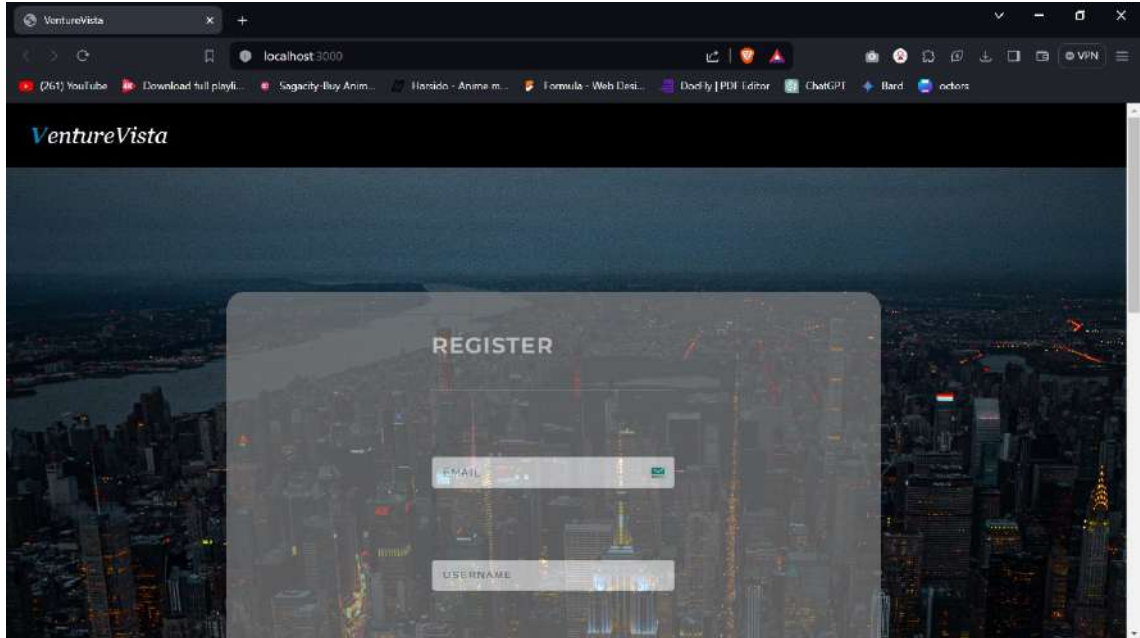 VentureVista
localhost:3000
VPN
(261) YouTube
Download full playli...
Sagacity-Buy Anim...
Harsido - Anime m...
Formula - Web Desi...
DocFly | PDF Editor
ChatGPT
Bard
octors
VentureVista
REGISTER
EMAIL
USERNAME